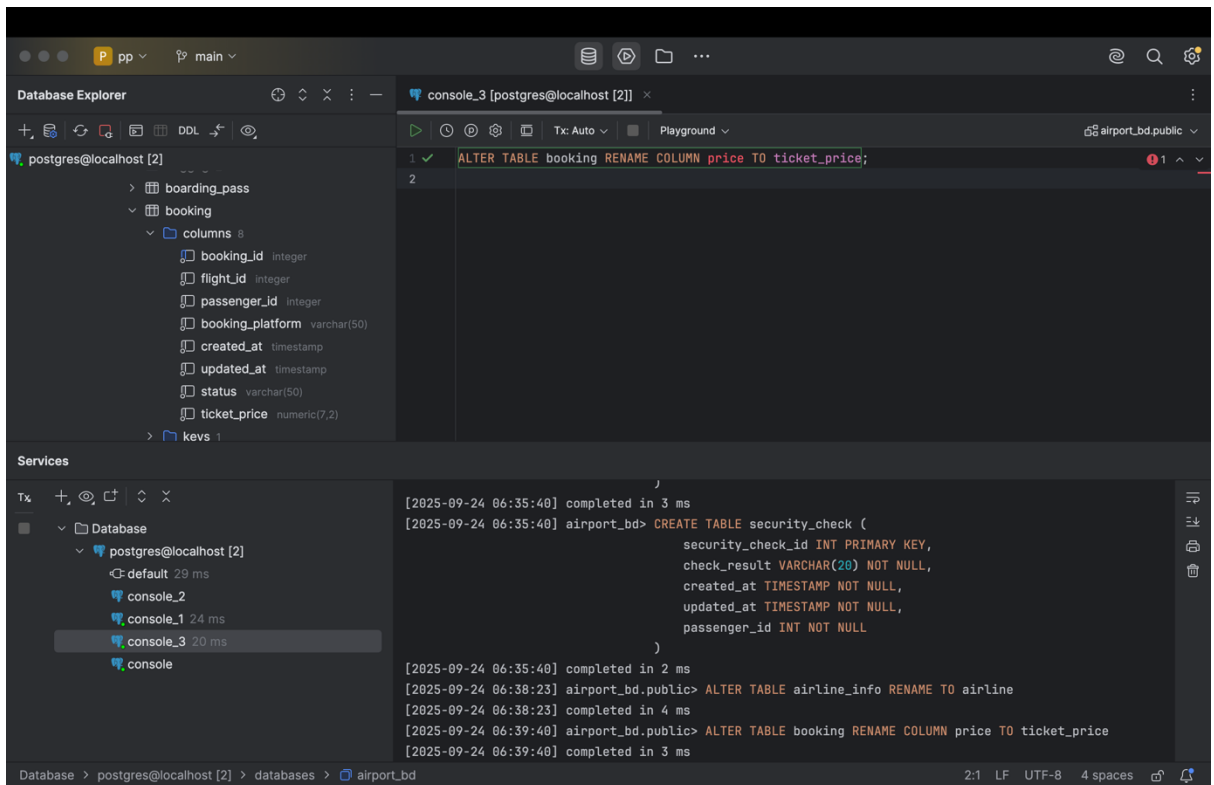 P pp main
Database Explorer
console_3 [postgres@localhost [2]]
DDL
Tx: Auto
Playground
airport_bd.public
postgres@localhost [2]
boarding_pass
booking
columns 8
booking_id integer
flight_id integer
passenger_id integer
booking_platform varchar(50)
created_at timestamp
updated_at timestamp
status varchar(50)
ticket_price numeric(7,2)
keys 1
1 ALTER TABLE booking RENAME COLUMN price TO ticket_price;
1
2
Services
Tx
Database
postgres@localhost [2]
default 29 ms
console_2
console_1 24 ms
console_3 20 ms
console
)
[2025-09-24 06:35:40] completed in 3 ms
[2025-09-24 06:35:40] airport_bd> CREATE TABLE security_check (
security_check_id INT PRIMARY KEY,
check_result VARCHAR(20) NOT NULL,
created_at TIMESTAMP NOT NULL,
updated_at TIMESTAMP NOT NULL,
passenger_id INT NOT NULL
)
[2025-09-24 06:35:40] completed in 2 ms
[2025-09-24 06:38:23] airport_bd.public> ALTER TABLE airline_info RENAME TO airline
[2025-09-24 06:38:23] completed in 4 ms
[2025-09-24 06:39:40] airport_bd.public> ALTER TABLE booking RENAME COLUMN price TO ticket_price
[2025-09-24 06:39:40] completed in 3 ms
Database > postgres@localhost [2] > databases > airport_bd
2:1 LF UTF-8 4 spaces